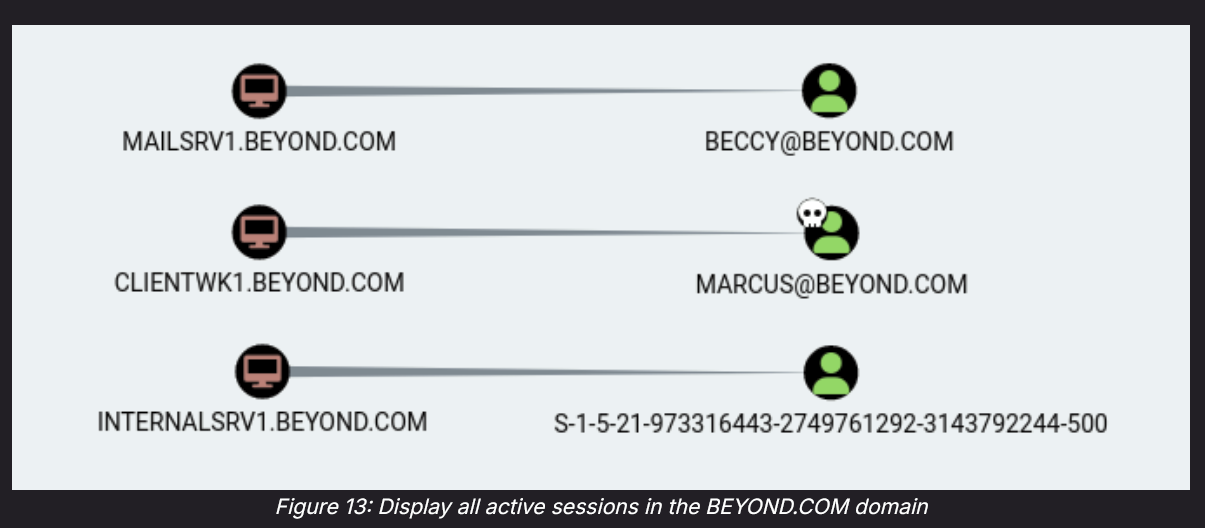 MAILSRV1.BEYOND.COM BECCY@BEYOND.COM
CLIENTWK1.BEYOND.COM MARCUS@BEYOND.COM
INTERNALSRV1.BEYOND.COM S-1-5-21-973316443-2749761292-3143792244-500
Figure 13: Display all active sessions in the BEYOND.COM domain